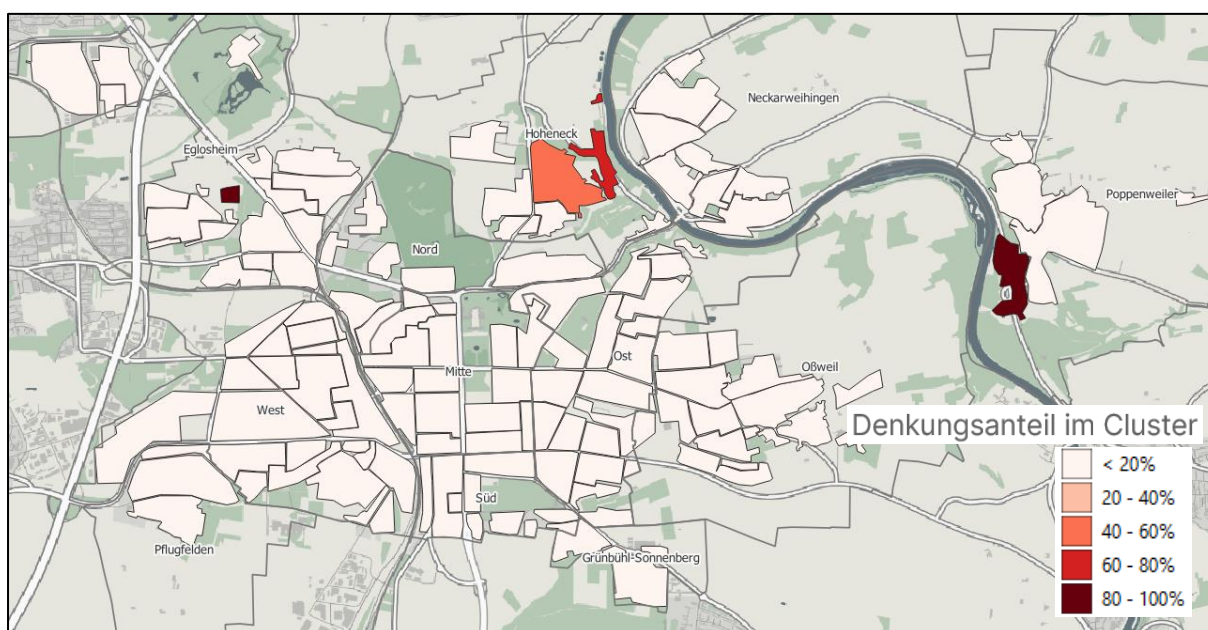 Neckarweihingen
Hoheneck
Eglosheim
Poppenweiler
Nord
Ost
Oßweil
Mitte
West
Denkungsanteil im Cluster
< 20%
20 - 40%
40 - 60%
60 - 80%
80 - 100%
Süd
Pflugfelden
Grünbühl-Sonnenberg